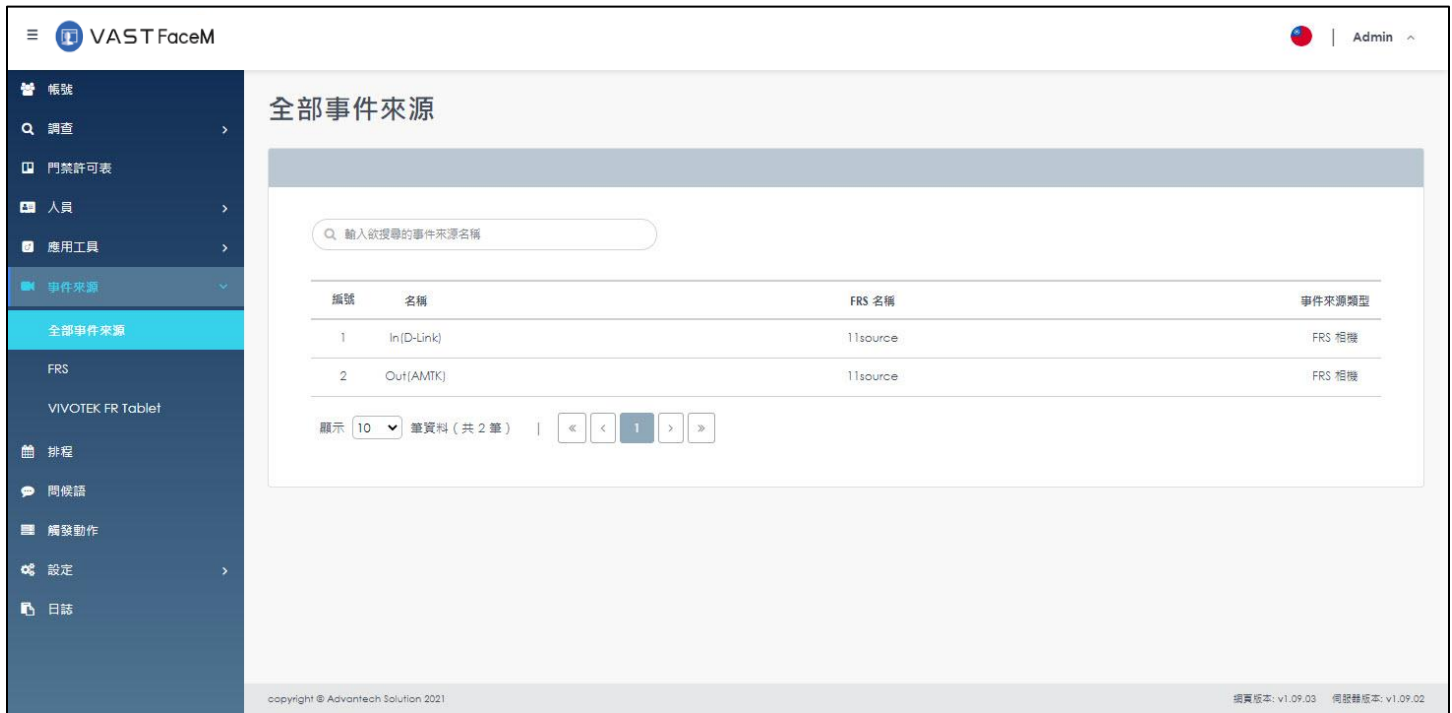 VAST FaceM
Admin
帳號
調查
門禁許可表
人員
應用工具
事件來源
全部事件來源
FRS
VIVOTEK FR Tablet
排程
問候語
觸發動作
設定
日誌
全部事件來源
輸入欲搜尋的事件來源名稱
編號 名稱 FRS 名稱 事件來源類型
1 In(D-Link) 11source FRS 相機
2 Out(AMTK) 11source FRS 相機
顯示 10 筆資料 ( 共 2 筆 ) | « < 1 > »
copyright © Advantech Solution 2021 網頁版本: v1.09.03 伺服器版本: v1.09.02